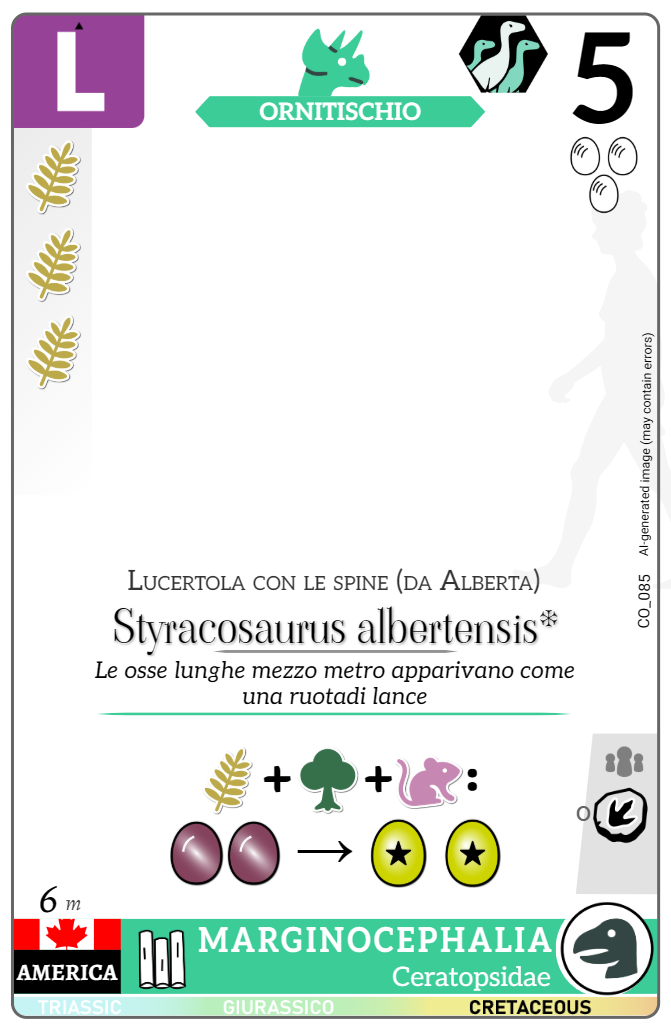 L
ORNITISCHIO
5
AI-generated image (may contain errors)
CO_085
Lucertola con le spine (da Alberta)
Styracosaurus albertensis*
Le osse lunghe mezzo metro apparivano come
una ruotadi lance
+ + :
O
6 m
AMERICA
MARGINOCEPHALIA
Ceratopsidae
TRIASSIC GIURASSICO CRETACEOUS